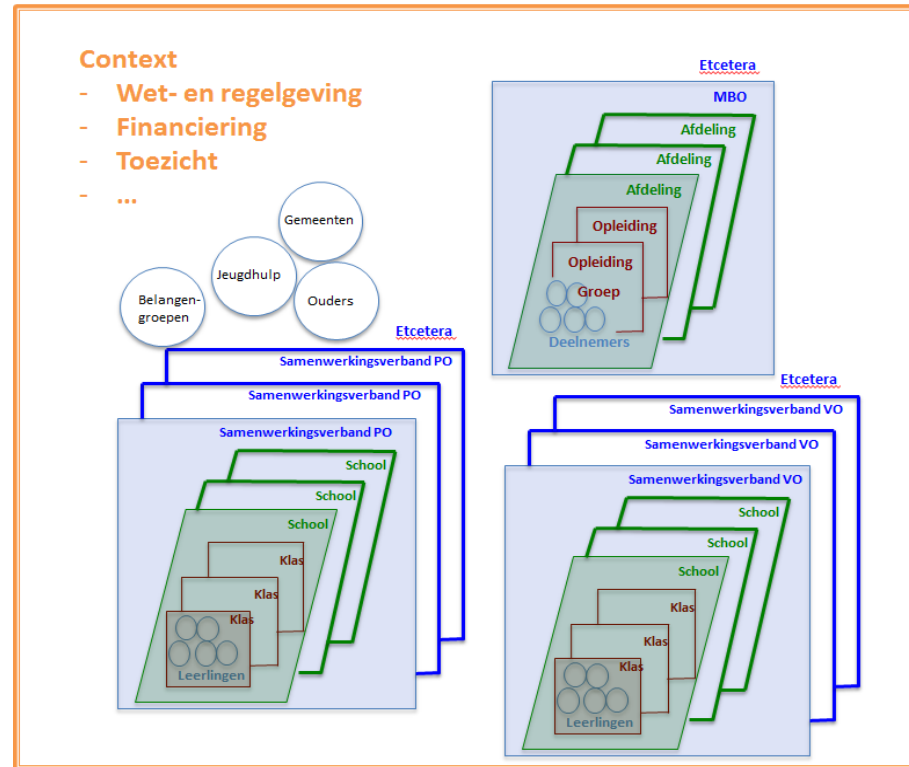 Context
- Wet- en regelgeving
- Financiering
- Toezicht
- ...
Gemeenten
Jeugdhulp
Ouders
Belangen-
groepen
Etcetera
MBO
Afdeling
Afdeling
Afdeling
Opleiding
Opleiding
Groep
Deelnemers
Etcetera
Samenwerkingsverband PO
Samenwerkingsverband PO
Samenwerkingsverband PO
School
School
School
Klas
Klas
Klas
Leerlingen
Etcetera
Samenwerkingsverband VO
Samenwerkingsverband VO
Samenwerkingsverband VO
School
School
School
Klas
Klas
Klas
Leerlingen